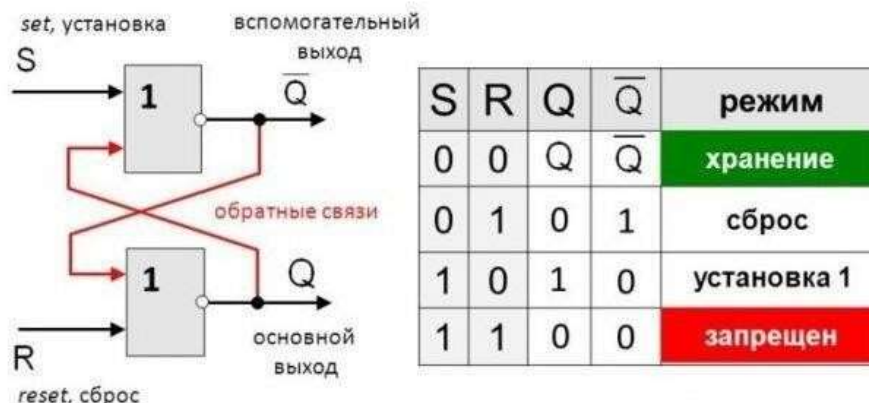 set, установка
S
вспомогательный
выход
Q̅
1
обратные связи
1
Q
R
основной
выход
reset, сброс
S R Q Q̅ режим
0 0 Q Q̅ хранение
0 1 0 1 сброс
1 0 1 0 установка 1
1 1 0 0 запрещен